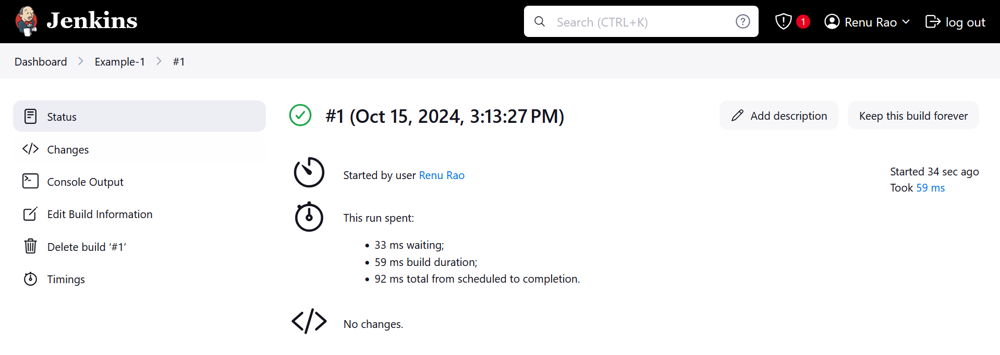 Jenkins
Search (CTRL+K)
1
Renu Rao
log out
Dashboard
Example-1
#1
Status
Changes
Console Output
Edit Build Information
Delete build ‘#1’
Timings
#1 (Oct 15, 2024, 3:13:27 PM)
Add description
Keep this build forever
Started by user Renu Rao
Started 34 sec ago
Took 59 ms
This run spent:
• 33 ms waiting;
• 59 ms build duration;
• 92 ms total from scheduled to completion.
No changes.